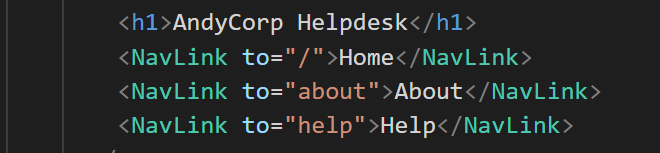 <h1>AndyCorp Helpdesk</h1>
<NavLink to="/">Home</NavLink>
<NavLink to="about">About</NavLink>
<NavLink to="help">Help</NavLink>